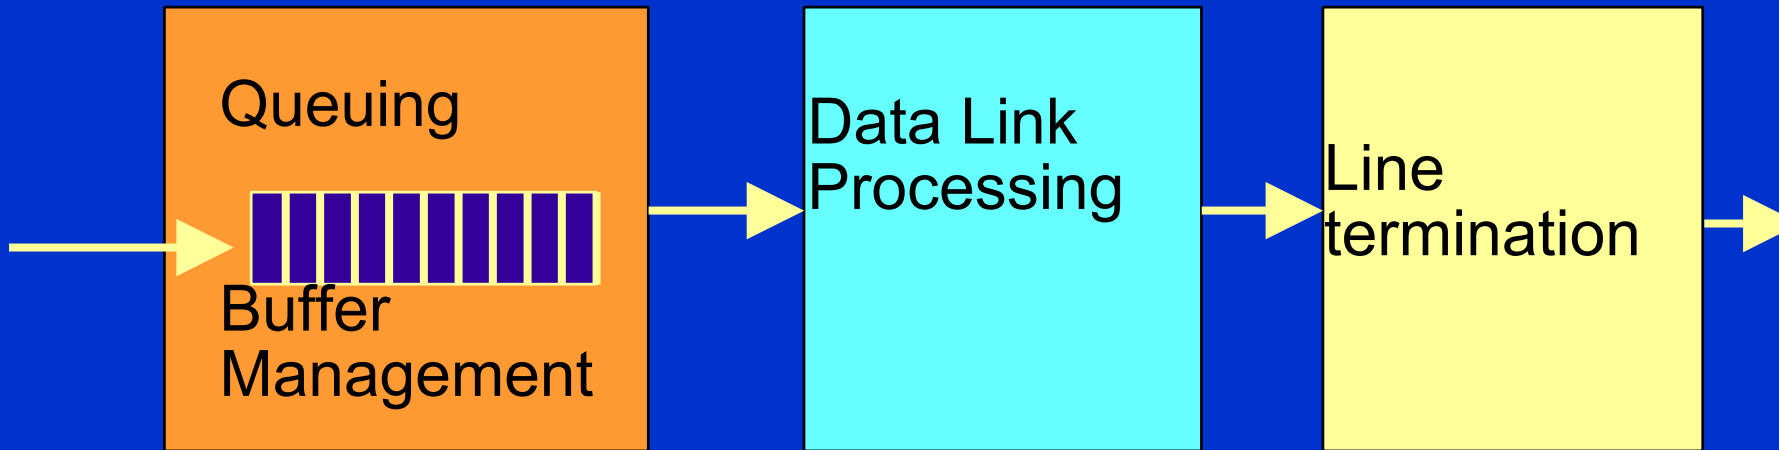 Queuing
Buffer
Management
Data Link
Processing
Line
termination